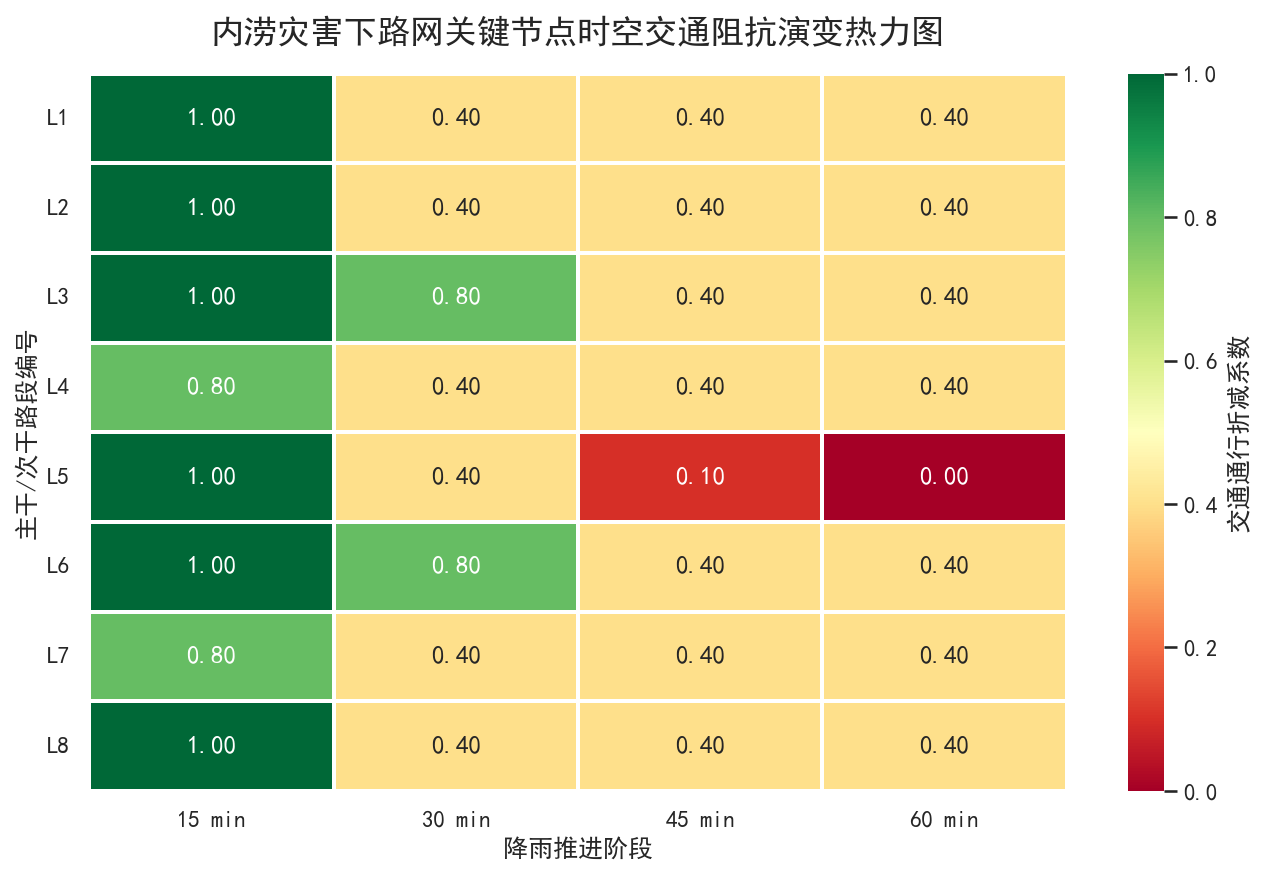 内涝灾害下路网关键节点时空交通阻抗演变热力图
主干/次干路段编号
L1 1.00 0.40 0.40 0.40
L2 1.00 0.40 0.40 0.40
L3 1.00 0.80 0.40 0.40
L4 0.80 0.40 0.40 0.40
L5 1.00 0.40 0.10 0.00
L6 1.00 0.80 0.40 0.40
L7 0.80 0.40 0.40 0.40
L8 1.00 0.40 0.40 0.40
15 min 30 min 45 min 60 min
降雨推进阶段
1.0
0.8
0.6
0.4
0.2
0.0
交通通行折减系数